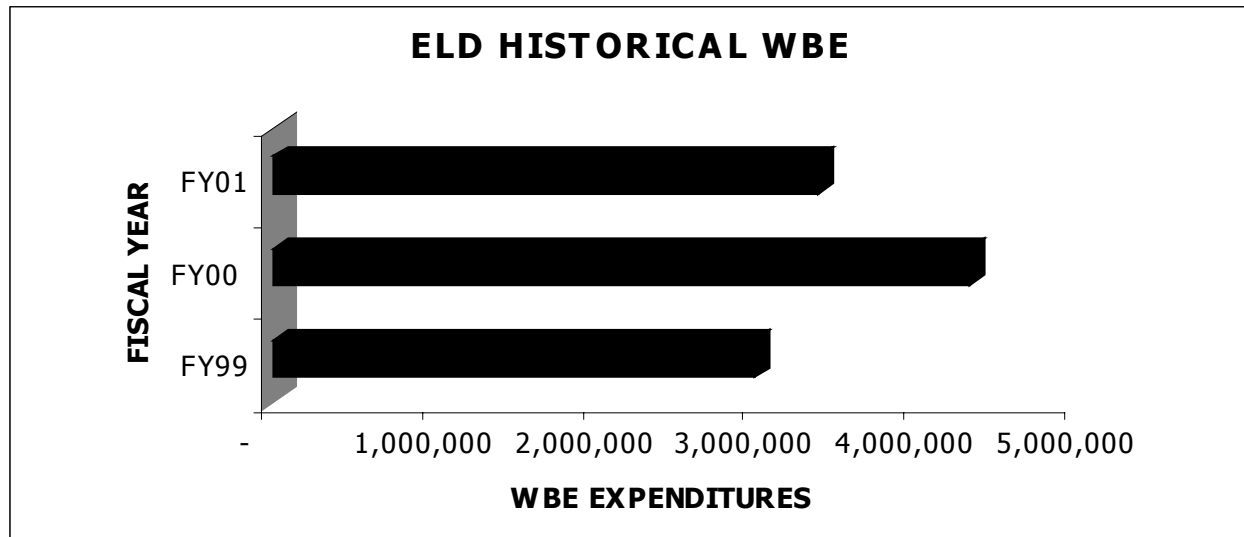 ELD HISTORICAL WBE
FISCAL YEAR
FY01
FY00
FY99
- 1,000,000 2,000,000 3,000,000 4,000,000 5,000,000
WBE EXPENDITURES